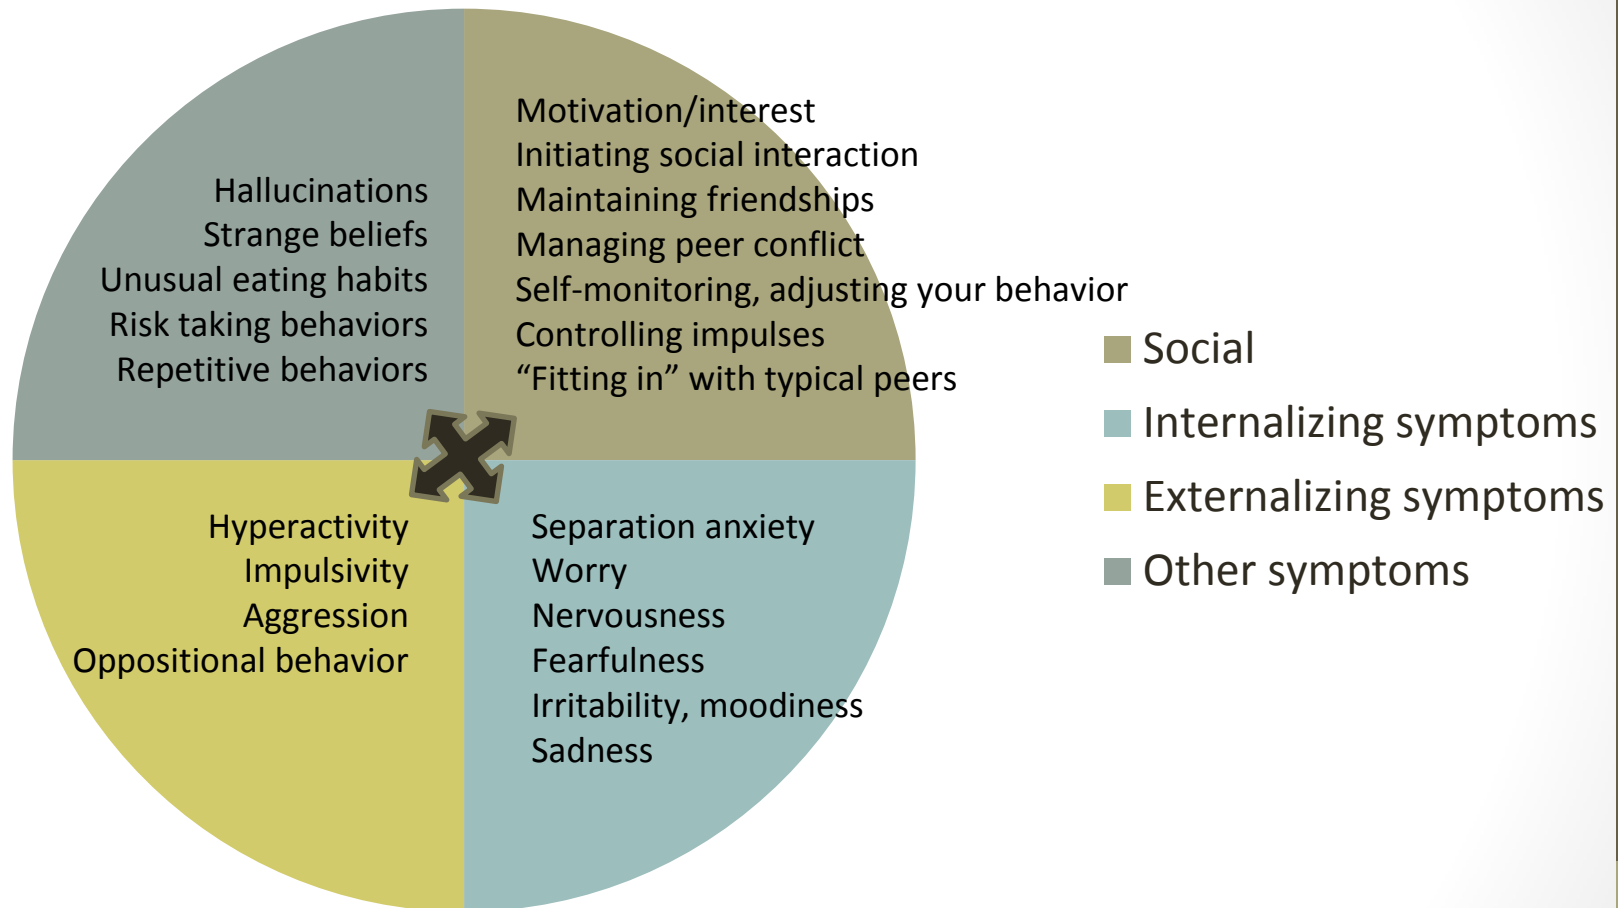 Hallucinations
Strange beliefs
Unusual eating habits
Risk taking behaviors
Repetitive behaviors
Motivation/interest
Initiating social interaction
Maintaining friendships
Managing peer conflict
Self-monitoring, adjusting your behavior
Controlling impulses
“Fitting in” with typical peers
Hyperactivity
Impulsivity
Aggression
Oppositional behavior
Separation anxiety
Worry
Nervousness
Fearfulness
Irritability, moodiness
Sadness
Social
Internalizing symptoms
Externalizing symptoms
Other symptoms